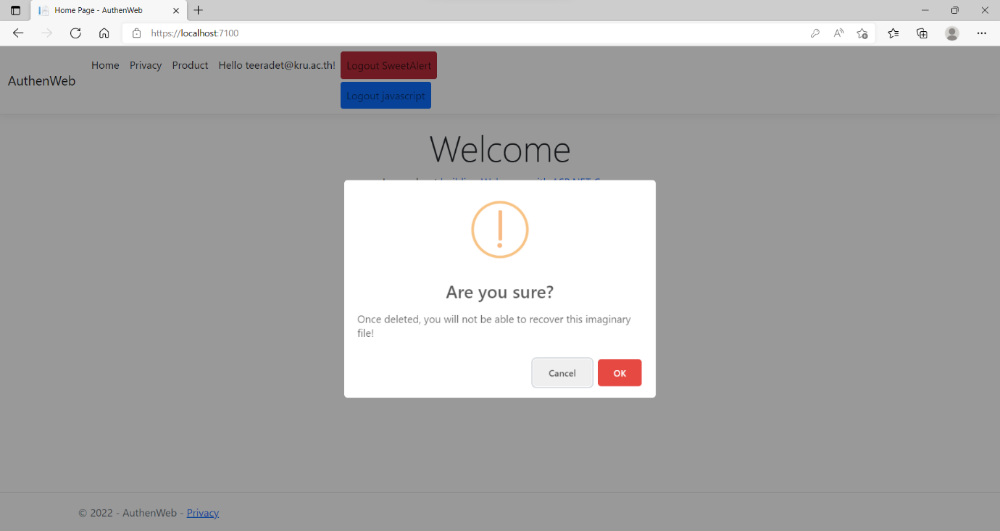 Home Page - AuthenWeb
https://localhost:7100
AuthenWeb
Home Privacy Product Hello teeradet@kru.ac.th! Logout SweetAlert
Logout javascript
Welcome
Are you sure?
Once deleted, you will not be able to recover this imaginary
file!
Cancel OK
© 2022 - AuthenWeb - Privacy